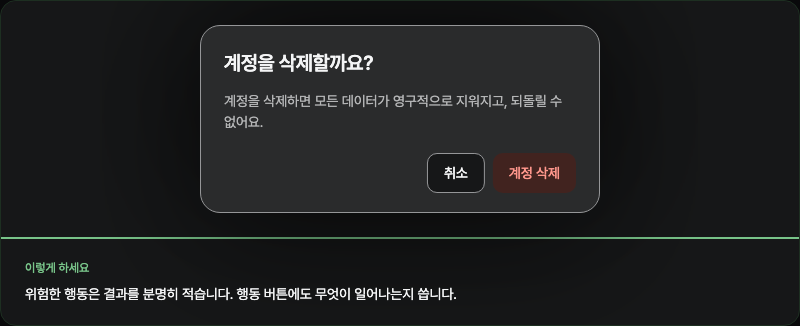 계정을 삭제할까요?
계정을 삭제하면 모든 데이터가 영구적으로 지워지고, 되돌릴 수
없어요.
취소
계정 삭제
이렇게 하세요
위험한 행동은 결과를 분명히 적습니다. 행동 버튼에도 무엇이 일어나는지 씁니다.